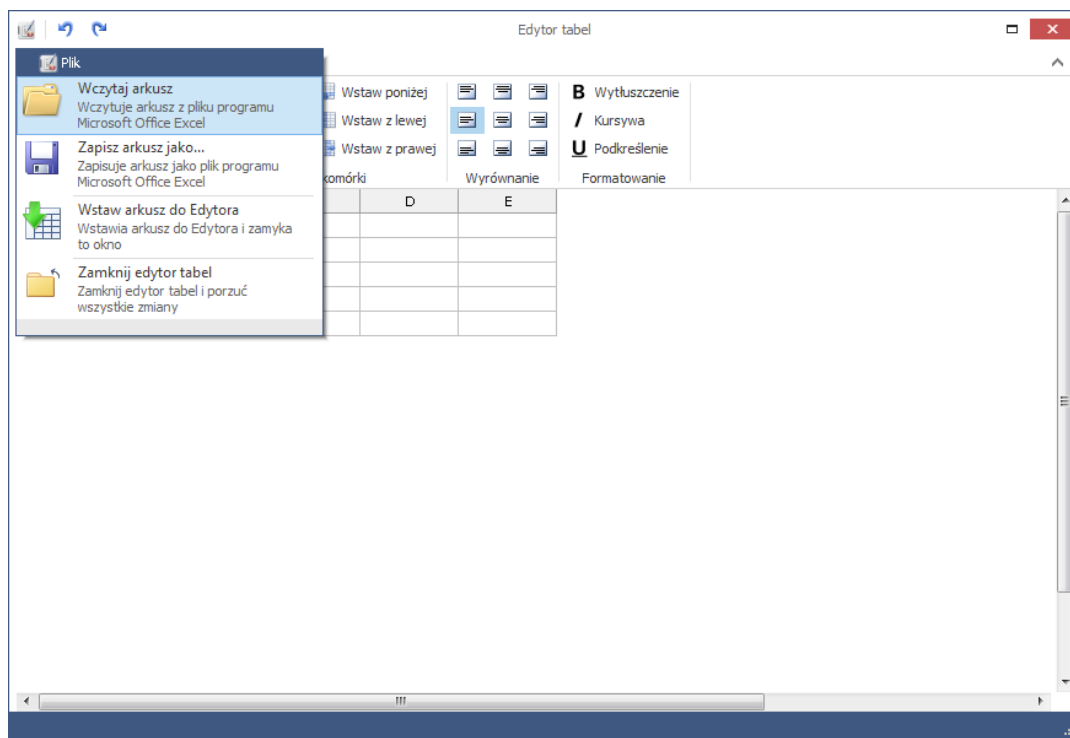 Edytor tabel
Plik
Wczytaj arkusz
Wczytuje arkusz z pliku programu
Microsoft Office Excel
Zapisz arkusz jako...
Zapisuje arkusz jako plik programu
Microsoft Office Excel
Wstaw arkusz do Edytora
Wstawia arkusz do Edytora i zamyka
to okno
Zamknij edytor tabel
Zamknij edytor tabel i porzuć
wszystkie zmiany
Wstaw poniżej
Wstaw z lewej
Wstaw z prawej
komórki
Wyrównanie
B Wytłuszczenie
I Kursywa
U Podkreślenie
Formatowanie
D E